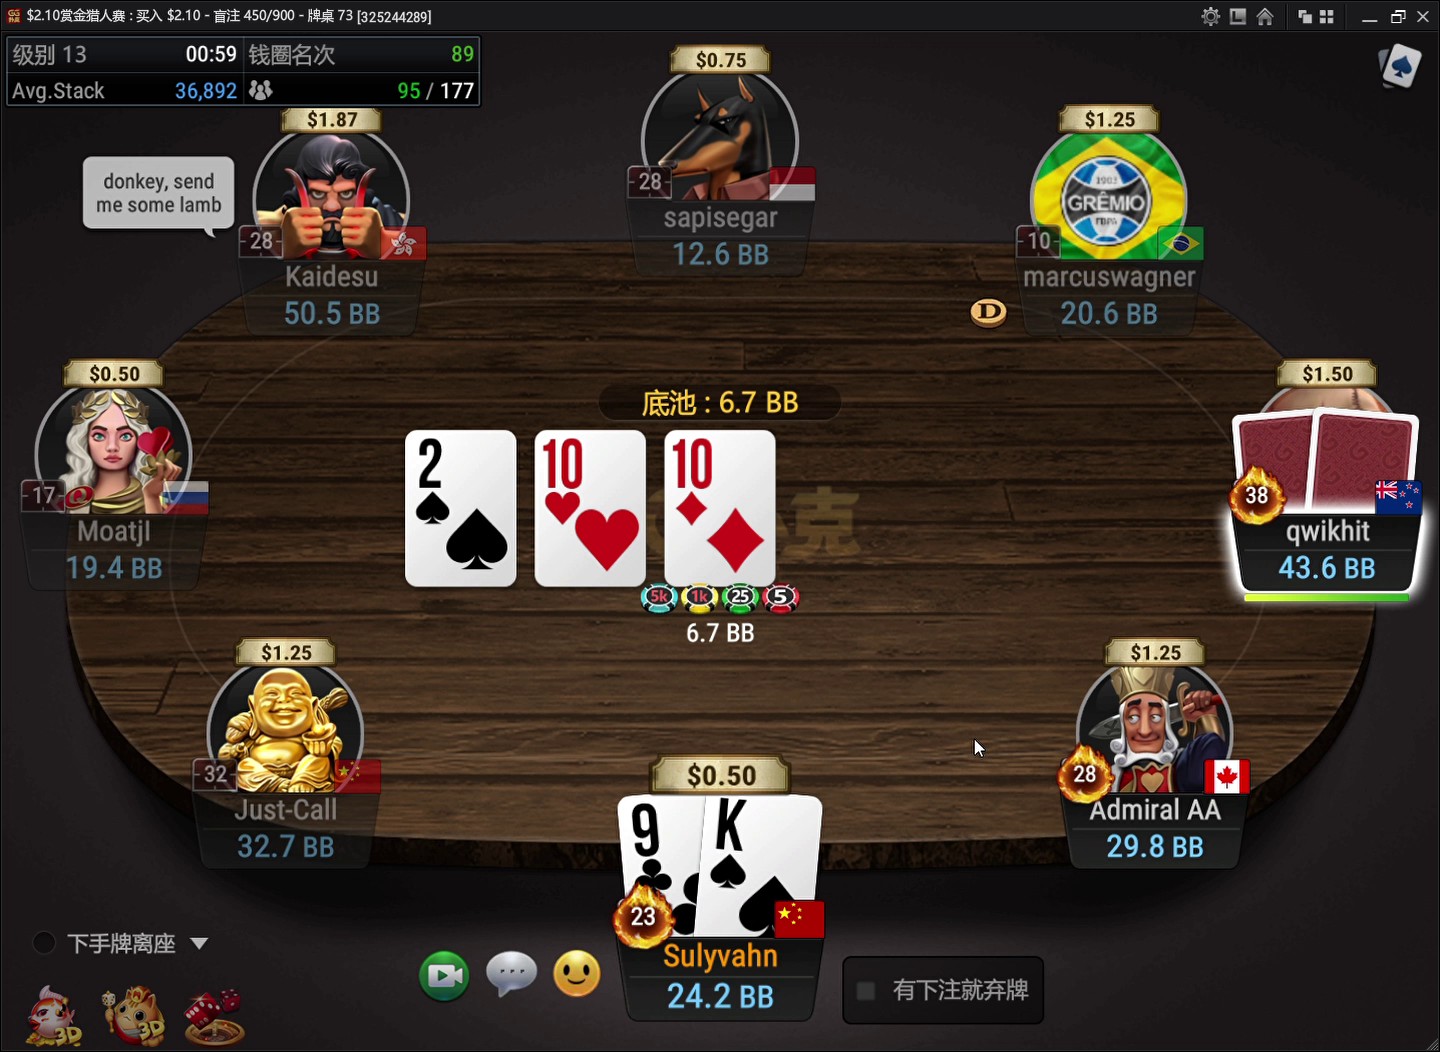 $2.10赏金猎人赛 : 买入 $2.10 - 盲注 450/900 - 牌桌 73 [325244289]
级别 13
00:59
钱圈名次
89
Avg.Stack
36,892
95 / 177
$0.75
28
sapisegar
12.6 BB
$1.87
donkey, send
me some lamb
28
Kaidesu
50.5 BB
$1.25
1903
GRÊMIO
FBPA
10
marcuswagner
20.6 BB
D
$0.50
17
Moatjl
19.4 BB
底池 : 6.7 BB
2
10
10
克
5k
1k
25
5
6.7 BB
$1.50
38
qwikhit
43.6 BB
$1.25
32
Just-Call
32.7 BB
$1.25
28
Admiral AA
29.8 BB
$0.50
9
K
23
Sulyvahn
24.2 BB
下手牌离座
有下注就弃牌
3D
3D